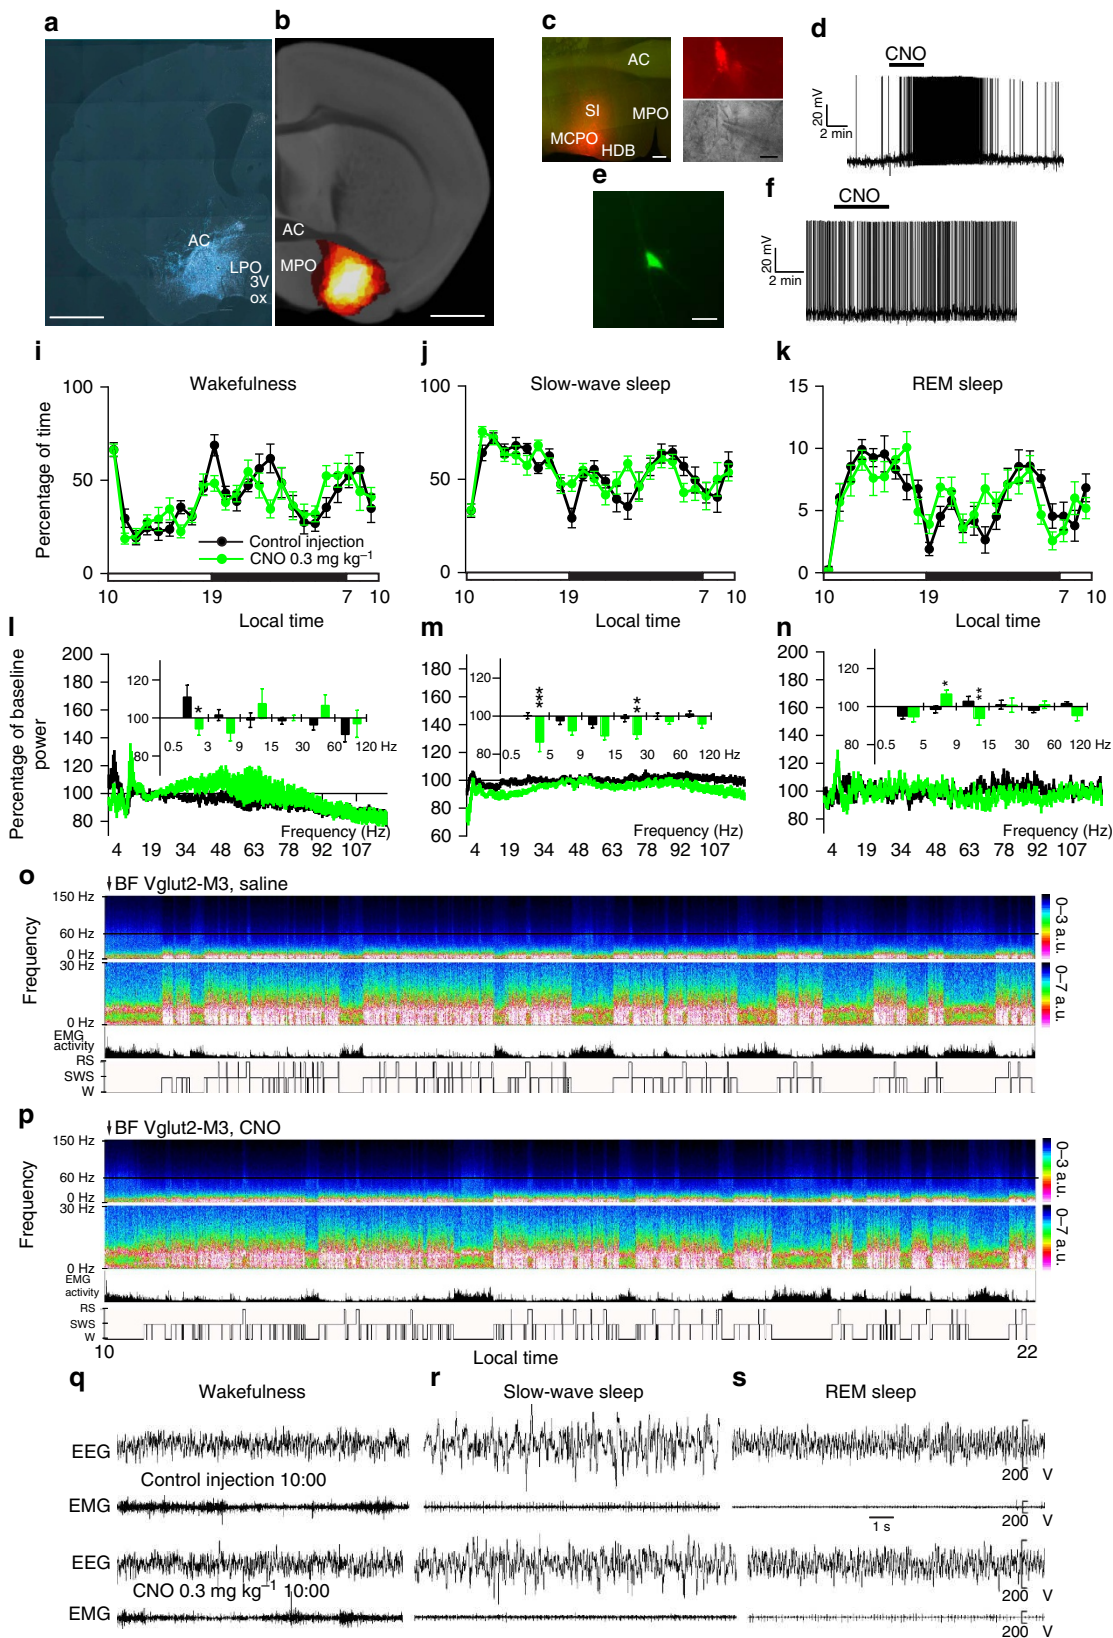 a
b
c
d
AC
LPO
3V
ox
AC
MPO
AC
SI
MPO
MCPO
HDB
CNO
20 mV
2 min
e
f
CNO
20 mV
2 min
i
j
k
Wakefulness
Slow-wave sleep
REM sleep
Percentage of time
100
50
0
100
50
0
15
10
5
0
Control injection
CNO 0.3 mg kg⁻¹
10 19 7 10
10 19 7 10
10 19 7 10
Local time
Local time
Local time
l
m
n
Percentage of baseline power
200
180
160
140
120
100
80
120
100
80
*
0.5 3 9 15 30 60 120 Hz
Frequency (Hz)
4 19 34 48 63 78 92 107
180
160
140
120
100
80
60
120
100
80
***
**
0.5 5 9 15 30 60 120 Hz
Frequency (Hz)
4 19 34 48 63 78 92 107
200
180
160
140
120
100
80
120
100
80
*
**
0.5 5 9 15 30 60 120 Hz
Frequency (Hz)
4 19 34 48 63 78 92 107
o
BF Vglut2-M3, saline
Frequency
150 Hz
60 Hz
0 Hz
30 Hz
0 Hz
EMG
activity
RS
SWS
W
0–3 a.u.
0–7 a.u.
p
BF Vglut2-M3, CNO
Frequency
150 Hz
60 Hz
0 Hz
30 Hz
0 Hz
EMG
activity
RS
SWS
W
0–3 a.u.
0–7 a.u.
10
Local time
22
q
r
s
Wakefulness
Slow-wave sleep
REM sleep
EEG
200 V
Control injection 10:00
EMG
200 V
1 s
EEG
200 V
CNO 0.3 mg kg⁻¹ 10:00
EMG
200 V